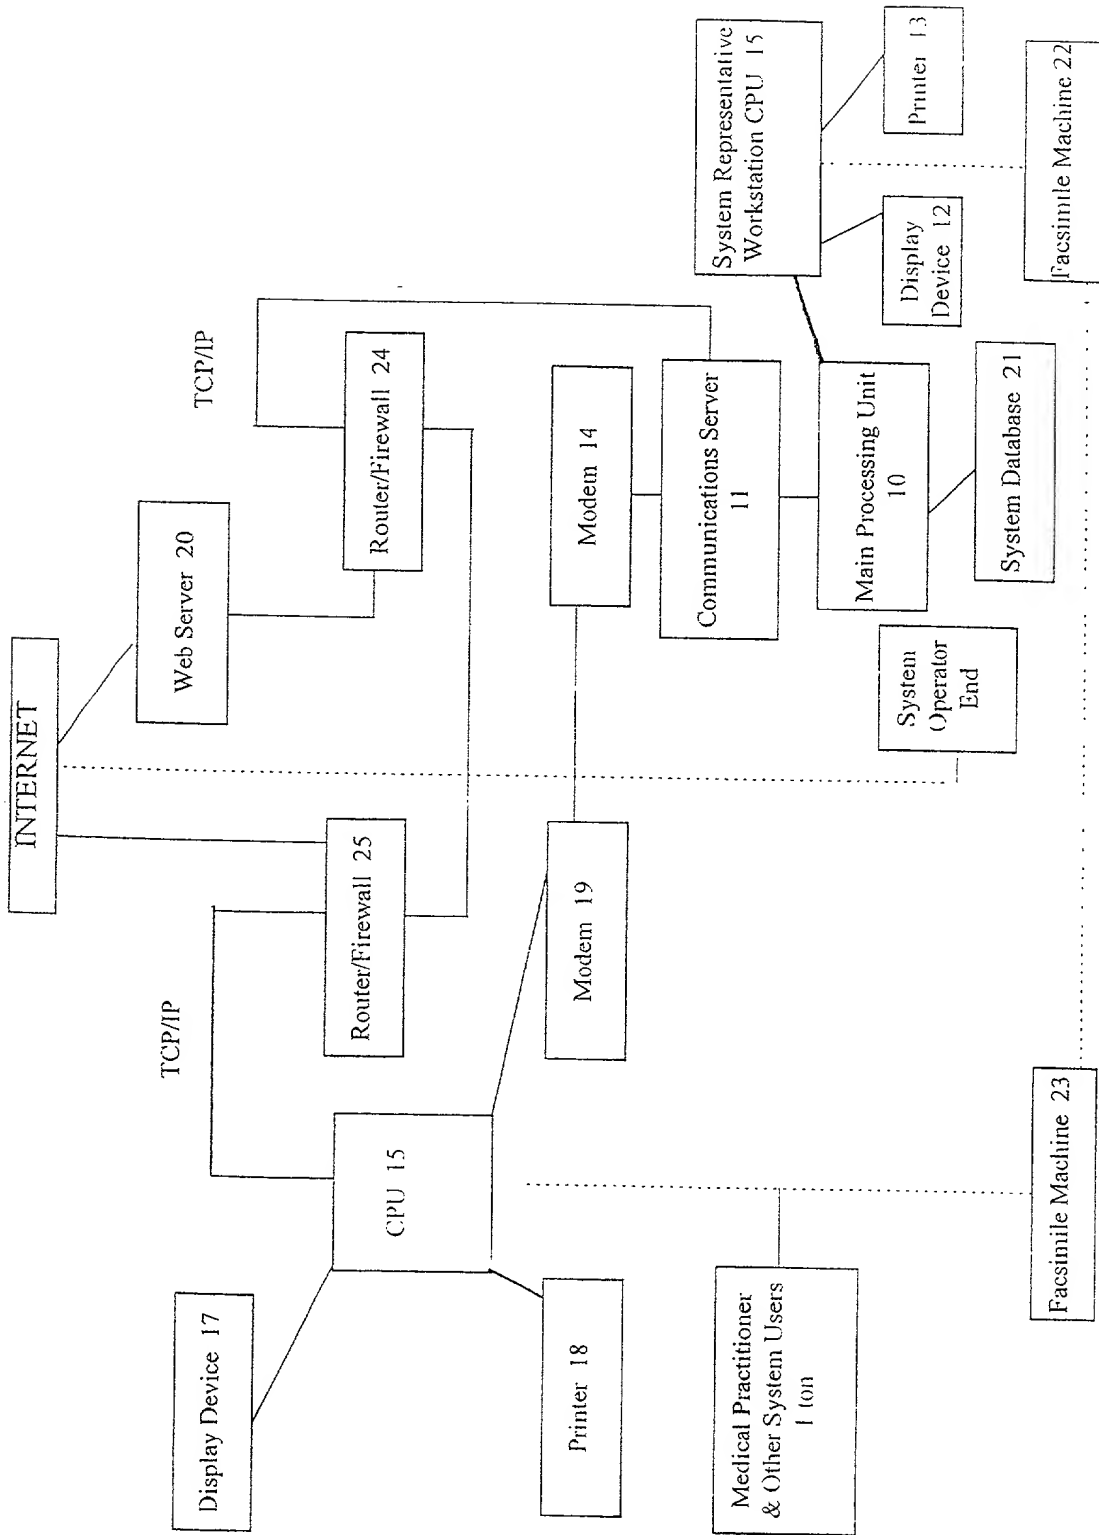 INTERNET
TCP/IP
TCP/IP
Web Server 20
Router/Firewall 25
Router/Firewall 24
Display Device 17
CPU 15
Printer 18
Modem 19
Modem 14
Communications Server
11
Main Processing Unit
10
System Database 21
System Representative
Workstation CPU 15
Display
Device 12
Printer 13
System
Operator
End
Medical Practitioner
& Other System Users
1 ton
Facsimile Machine 23
Facsimile Machine 22